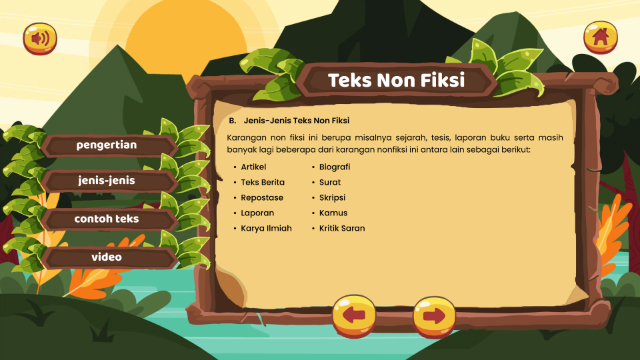 Teks Non Fiksi
pengertian
jenis-jenis
contoh teks
video
B. Jenis-Jenis Teks Non Fiksi
Karangan non fiksi ini berupa misalnya sejarah, tesis, laporan buku serta masih
banyak lagi beberapa dari karangan nonfiksi ini antara lain sebagai berikut:
• Artikel
• Teks Berita
• Repostase
• Laporan
• Karya Ilmiah
• Biografi
• Surat
• Skripsi
• Kamus
• Kritik Saran